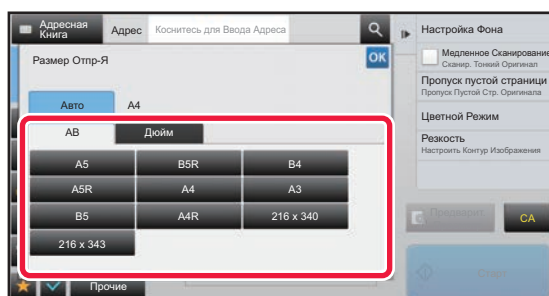 Адресная
Книга
Адрес
Коснитесь для Ввода Адреса
Размер Отпр-Я
OK
Авто
A4
AB
Дюйм
A5
B5R
B4
A5R
A4
A3
B5
A4R
216 x 340
216 x 343
Прочие
Настройка Фона
Медленное Сканирование
Сканир. Тонкий Оригинал
Пропуск пустой страници
Пропуск Пустой Стр. Оригинала
Цветной Режим
Резкость
Настроить Контур Изображения
Предварит.
CA
Старт